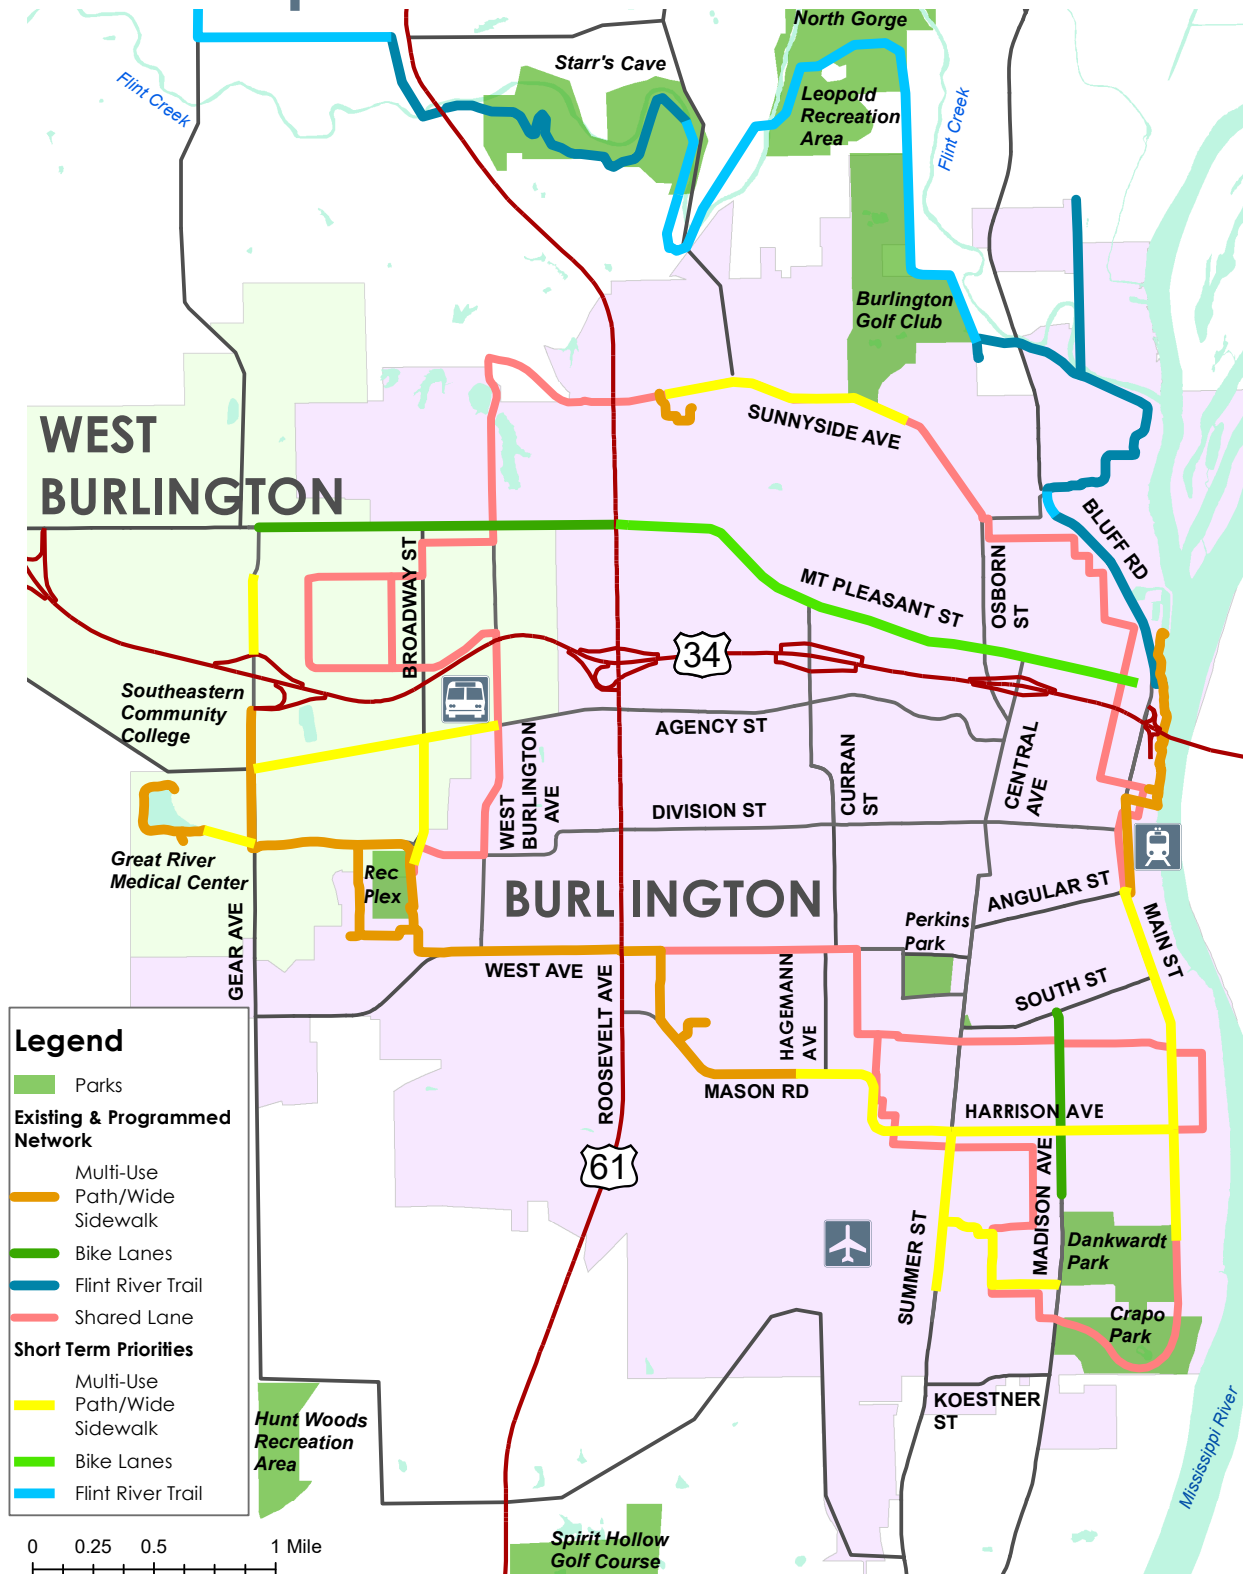 North Gorge
Starr's Cave
Flint Creek
Leopold
Recreation
Area
Flint Creek
Burlington
Golf Club
WEST
BURLINGTON
SUNNYSIDE AVE
BLUFF RD
BROADWAY ST
MT PLEASANT ST
OSBORN
ST
34
Southeastern
Community
College
AGENCY ST
WEST
BURLINGTON
AVE
CURRAN
ST
CENTRAL
AVE
DIVISION ST
Great River
Medical Center
Rec
Plex
BURLINGTON
ANGULAR ST
Perkins
Park
MAIN ST
GEAR AVE
WEST AVE
SOUTH ST
ROOSEVELT AVE
HAGEMANN
AVE
MASON RD
HARRISON AVE
61
MADISON AVE
SUMMER ST
Dankwardt
Park
Crapo
Park
KOESTNER
ST
Mississippi River
Hunt Woods
Recreation
Area
Spirit Hollow
Golf Course
Legend
Parks
Existing & Programmed
Network
Multi-Use
Path/Wide
Sidewalk
Bike Lanes
Flint River Trail
Shared Lane
Short Term Priorities
Multi-Use
Path/Wide
Sidewalk
Bike Lanes
Flint River Trail
0 0.25 0.5 1 Mile